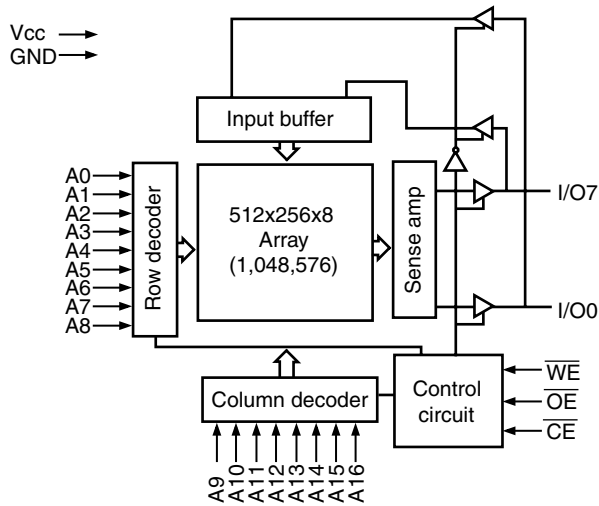 Vcc
GND
Input buffer
A0
A1
A2
A3
A4
A5
A6
A7
A8
Row decoder
512x256x8
Array
(1,048,576)
Sense amp
I/O7
I/O0
Column decoder
Control
circuit
WE
OE
CE
A9
A10
A11
A12
A13
A14
A15
A16